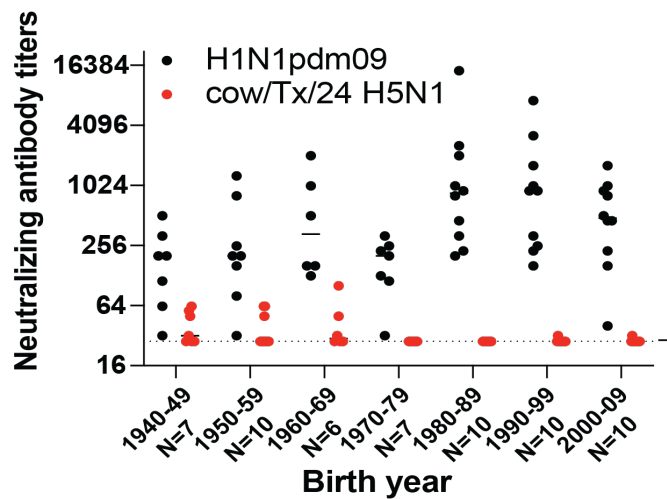 Neutralizing antibody titers
H1N1pdm09
cow/Tx/24 H5N1
16384
4096
1024
256
64
16
1940-49
N=7
1950-59
N=10
1960-69
N=6
1970-79
N=7
1980-89
N=10
1990-99
N=10
2000-09
N=10
Birth year